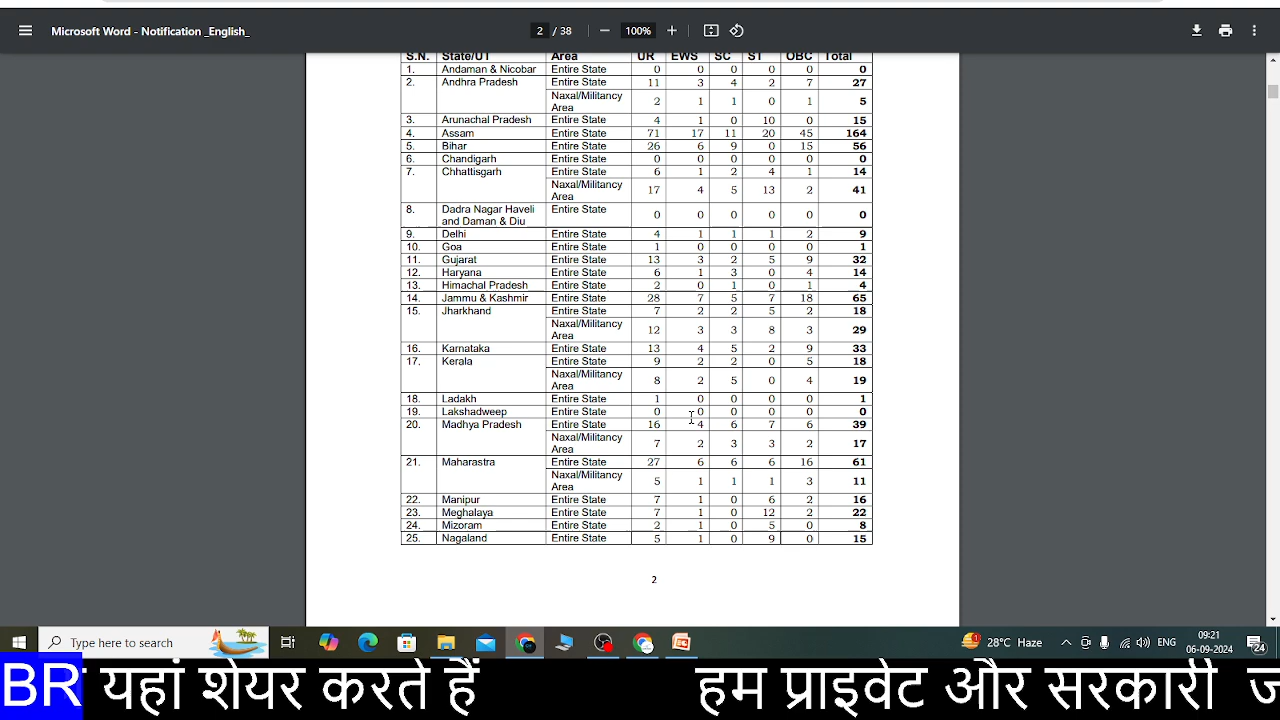 Microsoft Word - Notification _English_ 2 / 38 100%
S.N. State/UT Area UR EWS SC ST OBC Total
1. Andaman & Nicobar Entire State 0 0 0 0 0 0
2. Andhra Pradesh Entire State 11 3 4 2 7 27
Naxal/Militancy
Area 2 1 1 0 1 5
3. Arunachal Pradesh Entire State 4 1 0 10 0 15
4. Assam Entire State 71 17 11 20 45 164
5. Bihar Entire State 26 6 9 0 15 56
6. Chandigarh Entire State 0 0 0 0 0 0
7. Chhattisgarh Entire State 6 1 2 4 1 14
Naxal/Militancy
Area 17 4 5 13 2 41
8. Dadra Nagar Haveli Entire State
and Daman & Diu 0 0 0 0 0 0
9. Delhi Entire State 4 1 1 1 2 9
10. Goa Entire State 1 0 0 0 0 1
11. Gujarat Entire State 13 3 2 5 9 32
12. Haryana Entire State 6 1 3 0 4 14
13. Himachal Pradesh Entire State 2 0 1 0 1 4
14. Jammu & Kashmir Entire State 28 7 5 7 18 65
15. Jharkhand Entire State 7 2 2 5 2 18
Naxal/Militancy
Area 12 3 3 8 3 29
16. Karnataka Entire State 13 4 5 2 9 33
17. Kerala Entire State 9 2 2 0 5 18
Naxal/Militancy
Area 8 2 5 0 4 19
18. Ladakh Entire State 1 0 0 0 0 1
19. Lakshadweep Entire State 0 0 0 0 0 0
20. Madhya Pradesh Entire State 16 4 6 7 6 39
Naxal/Militancy
Area 7 2 3 3 2 17
21. Maharastra Entire State 27 6 6 6 16 61
Naxal/Militancy
Area 5 1 1 1 3 11
22. Manipur Entire State 7 1 0 6 2 16
23. Meghalaya Entire State 7 1 0 12 2 22
24. Mizoram Entire State 2 1 0 5 0 8
25. Nagaland Entire State 5 1 0 9 0 15
2
Type here to search 28°C Haze ENG 09:21
06-09-2024 24
BR यहां शेयर करते हैं हम प्राइवेट और सरकारी